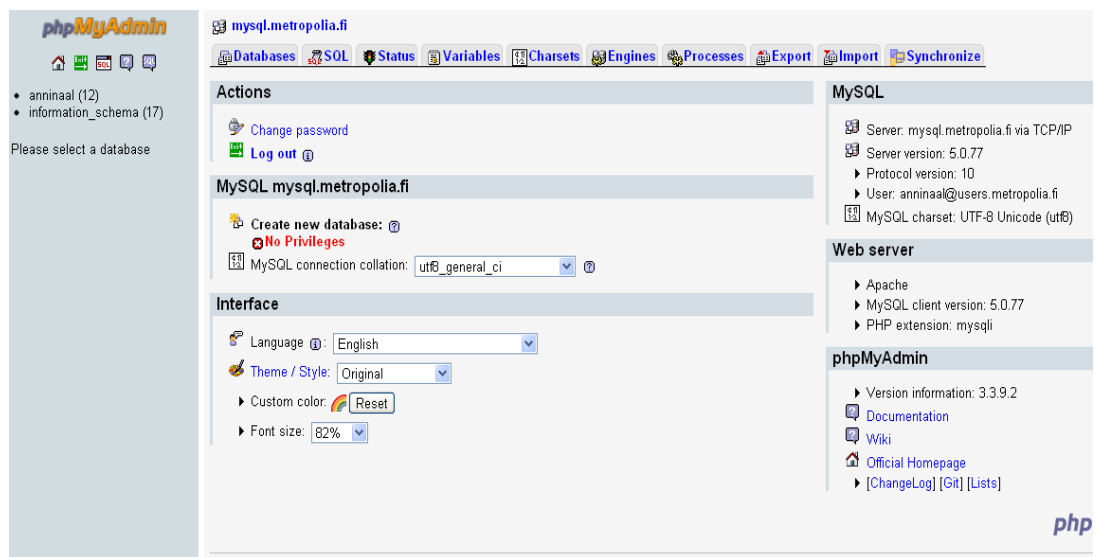 phpMyAdmin
anninaal (12)
information_schema (17)
Please select a database
mysql.metropolia.fi
Databases SQL Status Variables Charsets Engines Processes Export Import Synchronize
Actions
Change password
Log out
MySQL mysql.metropolia.fi
Create new database:
No Privileges
MySQL connection collation: utf8_general_ci
Interface
Language : English
Theme / Style: Original
Custom color: Reset
Font size: 82%
MySQL
Server: mysql.metropolia.fi via TCP/IP
Server version: 5.0.77
Protocol version: 10
User: anninaal@users.metropolia.fi
MySQL charset: UTF-8 Unicode (utf8)
Web server
Apache
MySQL client version: 5.0.77
PHP extension: mysqli
phpMyAdmin
Version information: 3.3.9.2
Documentation
Wiki
Official Homepage
[ChangeLog] [Git] [Lists]
php